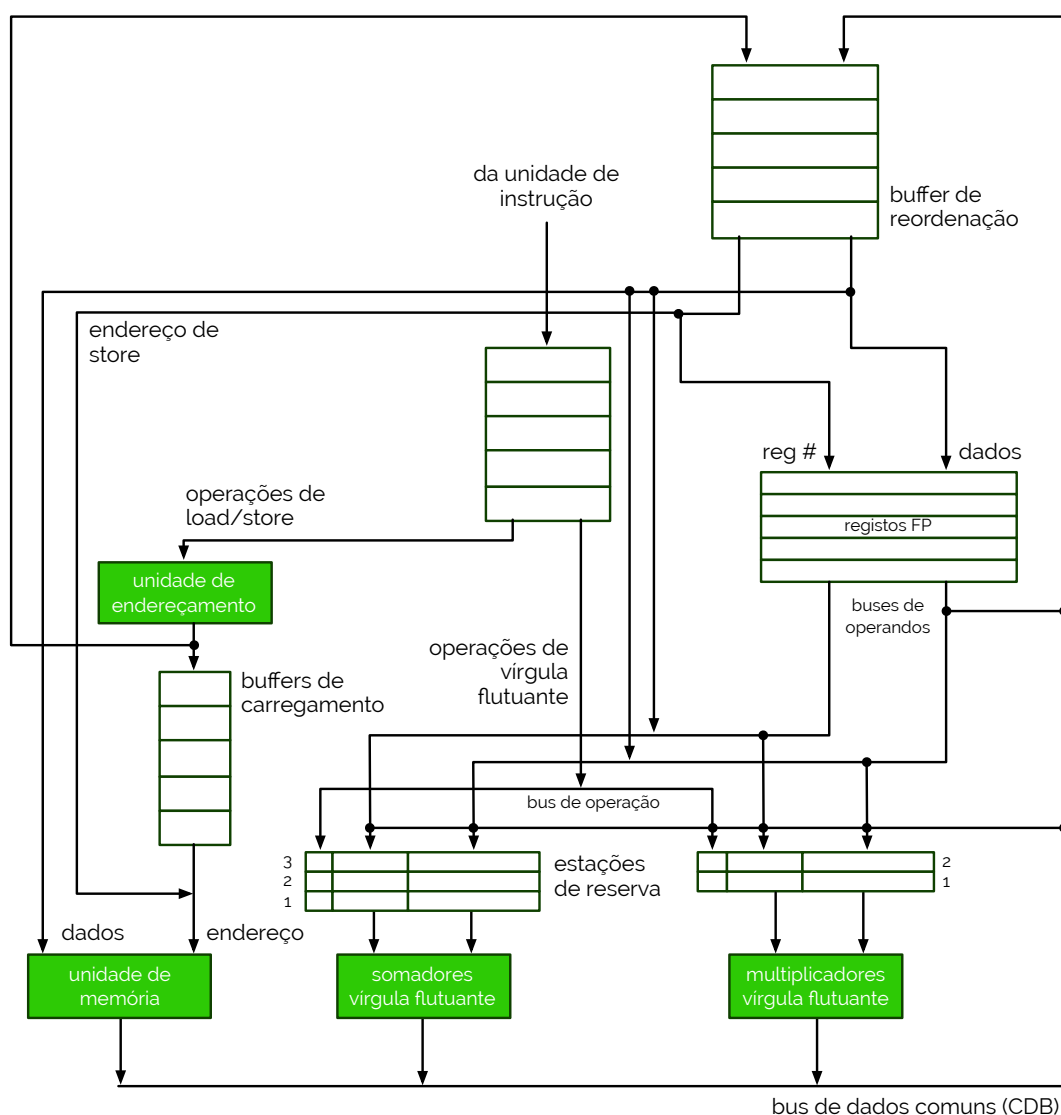 da unidade de
instrução
buffer de
reordenação
endereço de
store
reg #
dados
operações de
load/store
registos FP
unidade de
endereçamento
buses de
operandos
operações de
vírgula
flutuante
buffers de
carregamento
bus de operação
3
2
1
estações
de reserva
2
1
dados
endereço
unidade de
memória
somadores
vírgula flutuante
multiplicadores
vírgula flutuante
bus de dados comuns (CDB)